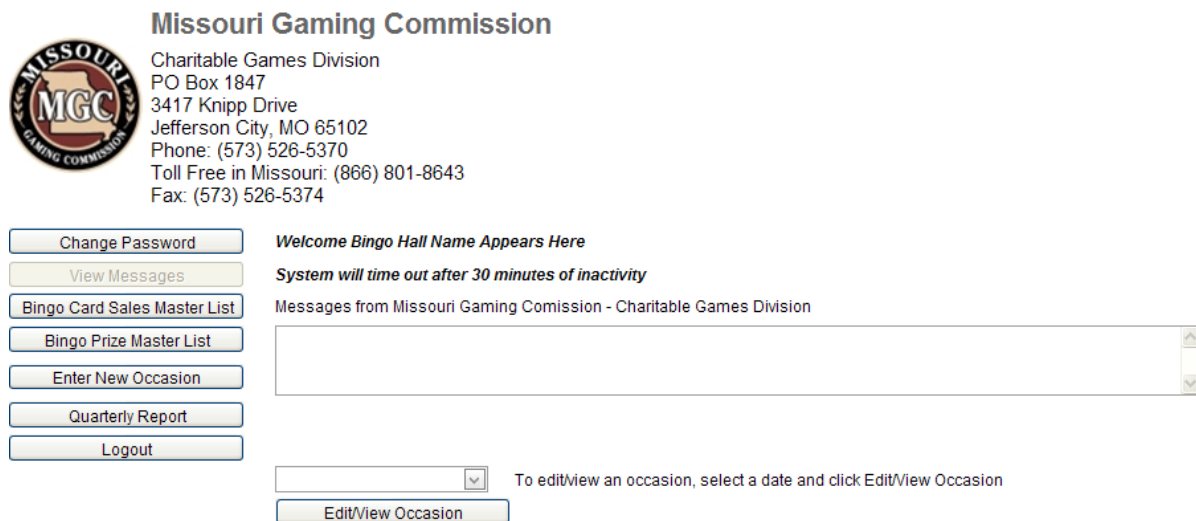 Missouri Gaming Commission
MISSOURI
MGC
GAMING COMMISSION
Charitable Games Division
PO Box 1847
3417 Knipp Drive
Jefferson City, MO 65102
Phone: (573) 526-5370
Toll Free in Missouri: (866) 801-8643
Fax: (573) 526-5374
Change Password
Welcome Bingo Hall Name Appears Here
View Messages
System will time out after 30 minutes of inactivity
Bingo Card Sales Master List
Messages from Missouri Gaming Comission - Charitable Games Division
Bingo Prize Master List
Enter New Occasion
Quarterly Report
Logout
To edit/view an occasion, select a date and click Edit/View Occasion
Edit/View Occasion